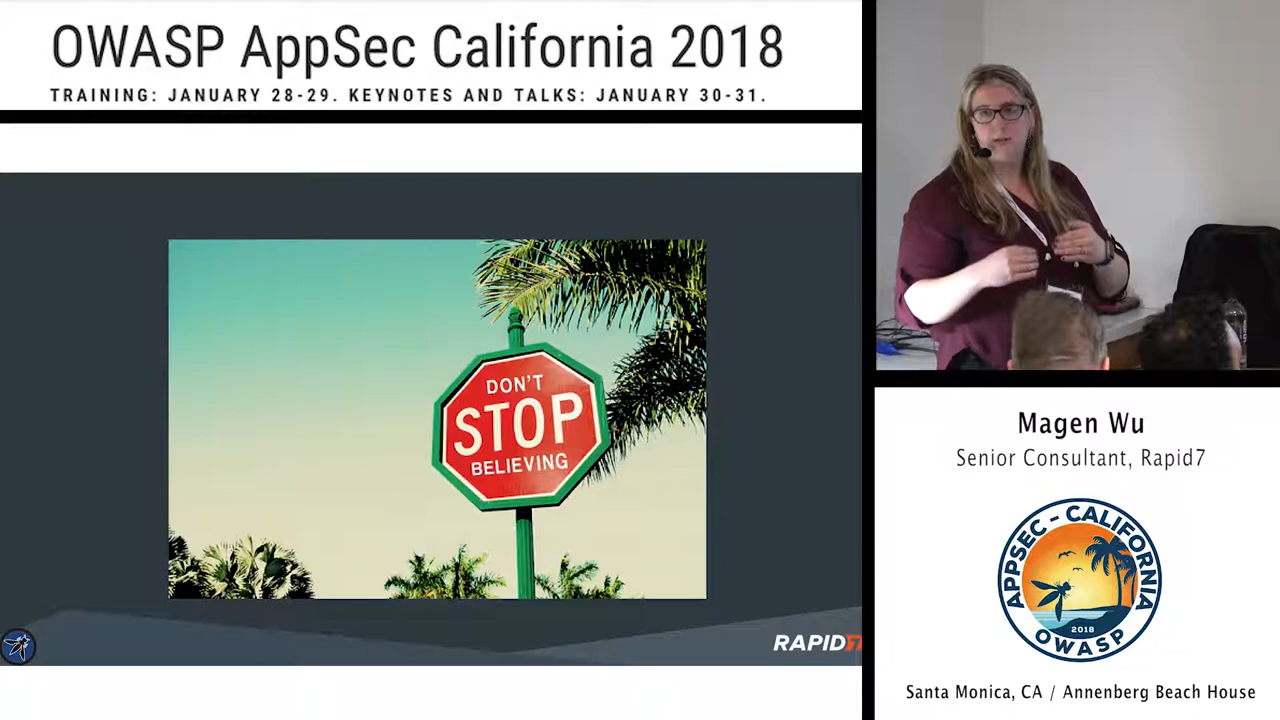 OWASP AppSec California 2018
TRAINING: JANUARY 28-29. KEYNOTES AND TALKS: JANUARY 30-31.
DON'T
STOP
BELIEVING
RAPID7
Magen Wu
Senior Consultant, Rapid7
APPSEC - CALIFORNIA
2018
OWASP
Santa Monica, CA / Annenberg Beach House